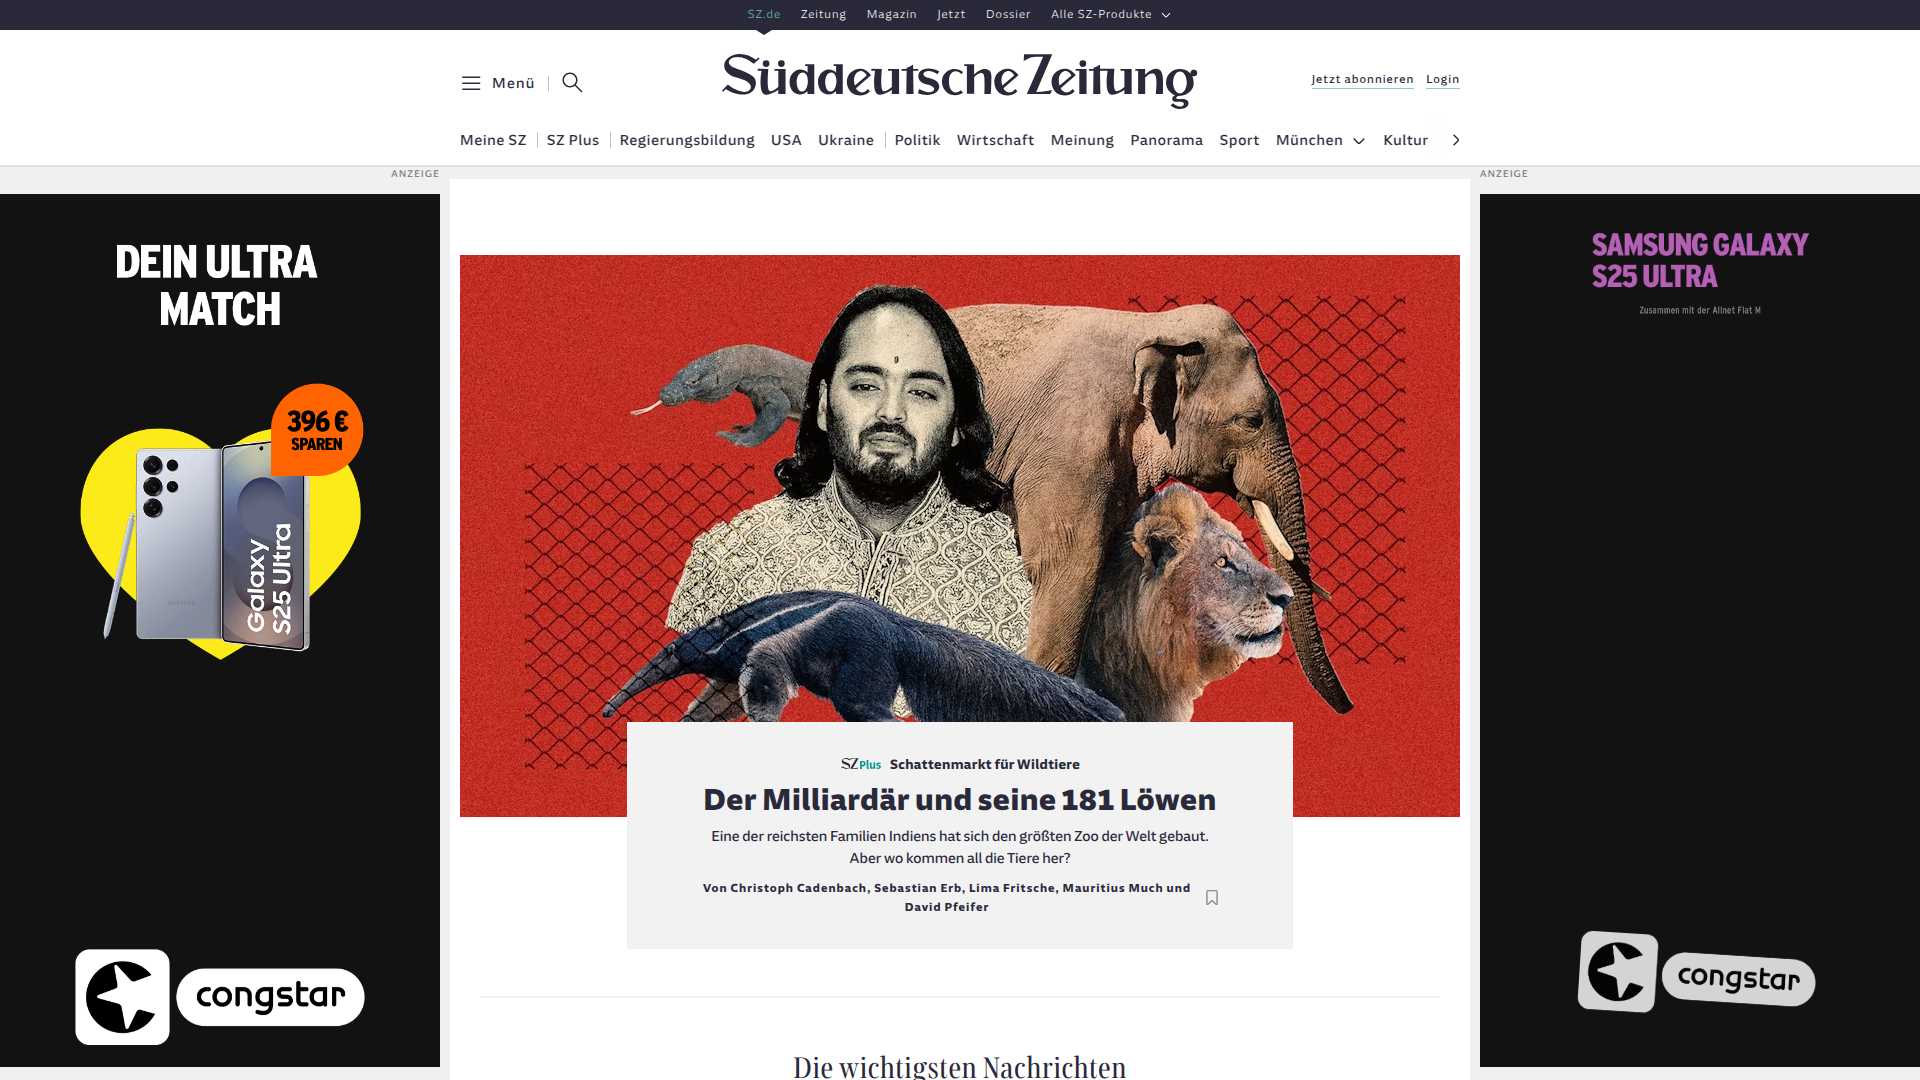 SZ.de Zeitung Magazin Jetzt Dossier Alle SZ-Produkte
Menü
Süddeutsche Zeitung
Jetzt abonnieren Login
Meine SZ SZ Plus Regierungsbildung USA Ukraine Politik Wirtschaft Meinung Panorama Sport München Kultur
ANZEIGE
DEIN ULTRA
MATCH
396 €
SPAREN
Galaxy
S25 Ultra
congstar
SZ Plus Schattenmarkt für Wildtiere
Der Milliardär und seine 181 Löwen
Eine der reichsten Familien Indiens hat sich den größten Zoo der Welt gebaut.
Aber wo kommen all die Tiere her?
Von Christoph Cadenbach, Sebastian Erb, Lima Fritsche, Mauritius Much und
David Pfeifer
Die wichtigsten Nachrichten
ANZEIGE
SAMSUNG GALAXY
S25 ULTRA
Zusammen mit der Allnet Flat M
congstar